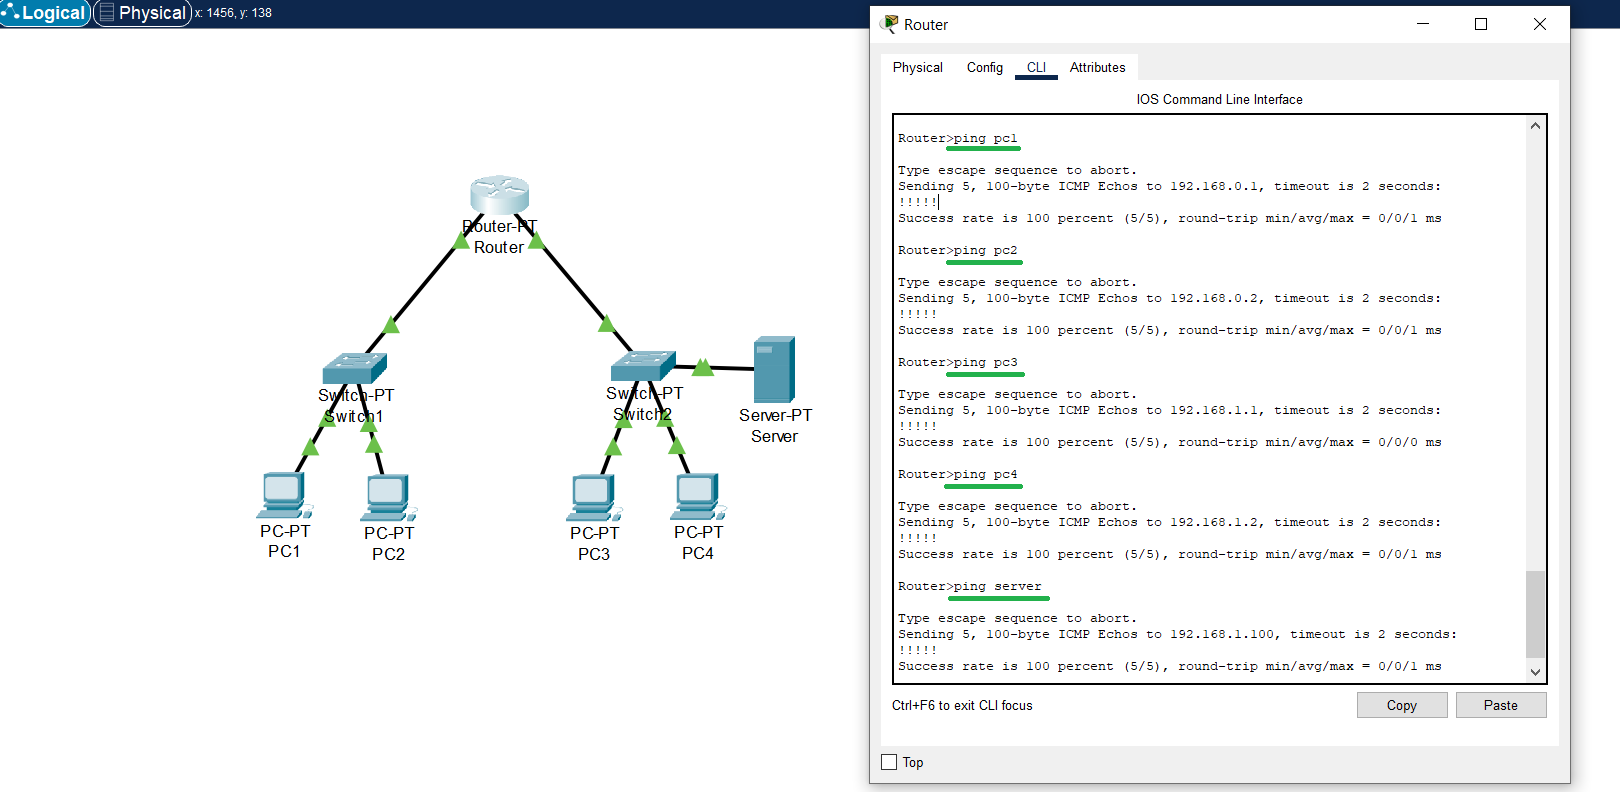 Logical
Physical
x: 1456, y: 138
Router-PT
Router
Switch-PT
Switch1
Switch-PT
Switch2
Server-PT
Server
PC-PT
PC1
PC-PT
PC2
PC-PT
PC3
PC-PT
PC4
Router
Physical Config CLI Attributes
IOS Command Line Interface
Router>ping pc1
Type escape sequence to abort.
Sending 5, 100-byte ICMP Echos to 192.168.0.1, timeout is 2 seconds:
!!!!!
Success rate is 100 percent (5/5), round-trip min/avg/max = 0/0/1 ms
Router>ping pc2
Type escape sequence to abort.
Sending 5, 100-byte ICMP Echos to 192.168.0.2, timeout is 2 seconds:
!!!!!
Success rate is 100 percent (5/5), round-trip min/avg/max = 0/0/1 ms
Router>ping pc3
Type escape sequence to abort.
Sending 5, 100-byte ICMP Echos to 192.168.1.1, timeout is 2 seconds:
!!!!!
Success rate is 100 percent (5/5), round-trip min/avg/max = 0/0/0 ms
Router>ping pc4
Type escape sequence to abort.
Sending 5, 100-byte ICMP Echos to 192.168.1.2, timeout is 2 seconds:
!!!!!
Success rate is 100 percent (5/5), round-trip min/avg/max = 0/0/1 ms
Router>ping server
Type escape sequence to abort.
Sending 5, 100-byte ICMP Echos to 192.168.1.100, timeout is 2 seconds:
!!!!!
Success rate is 100 percent (5/5), round-trip min/avg/max = 0/0/1 ms
Ctrl+F6 to exit CLI focus
Copy
Paste
Top